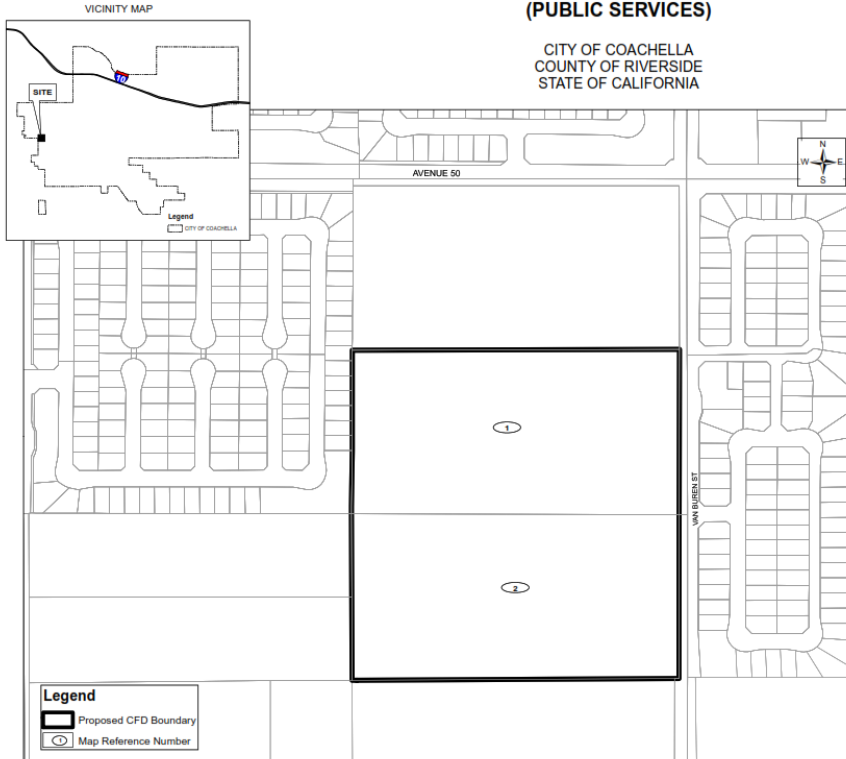 VICINITY MAP
(PUBLIC SERVICES)
CITY OF COACHELLA
COUNTY OF RIVERSIDE
STATE OF CALIFORNIA
10
SITE
Legend
CITY OF COACHELLA
N
W E
S
AVENUE 50
1
VAN BUREN ST
2
Legend
Proposed CFD Boundary
1 Map Reference Number